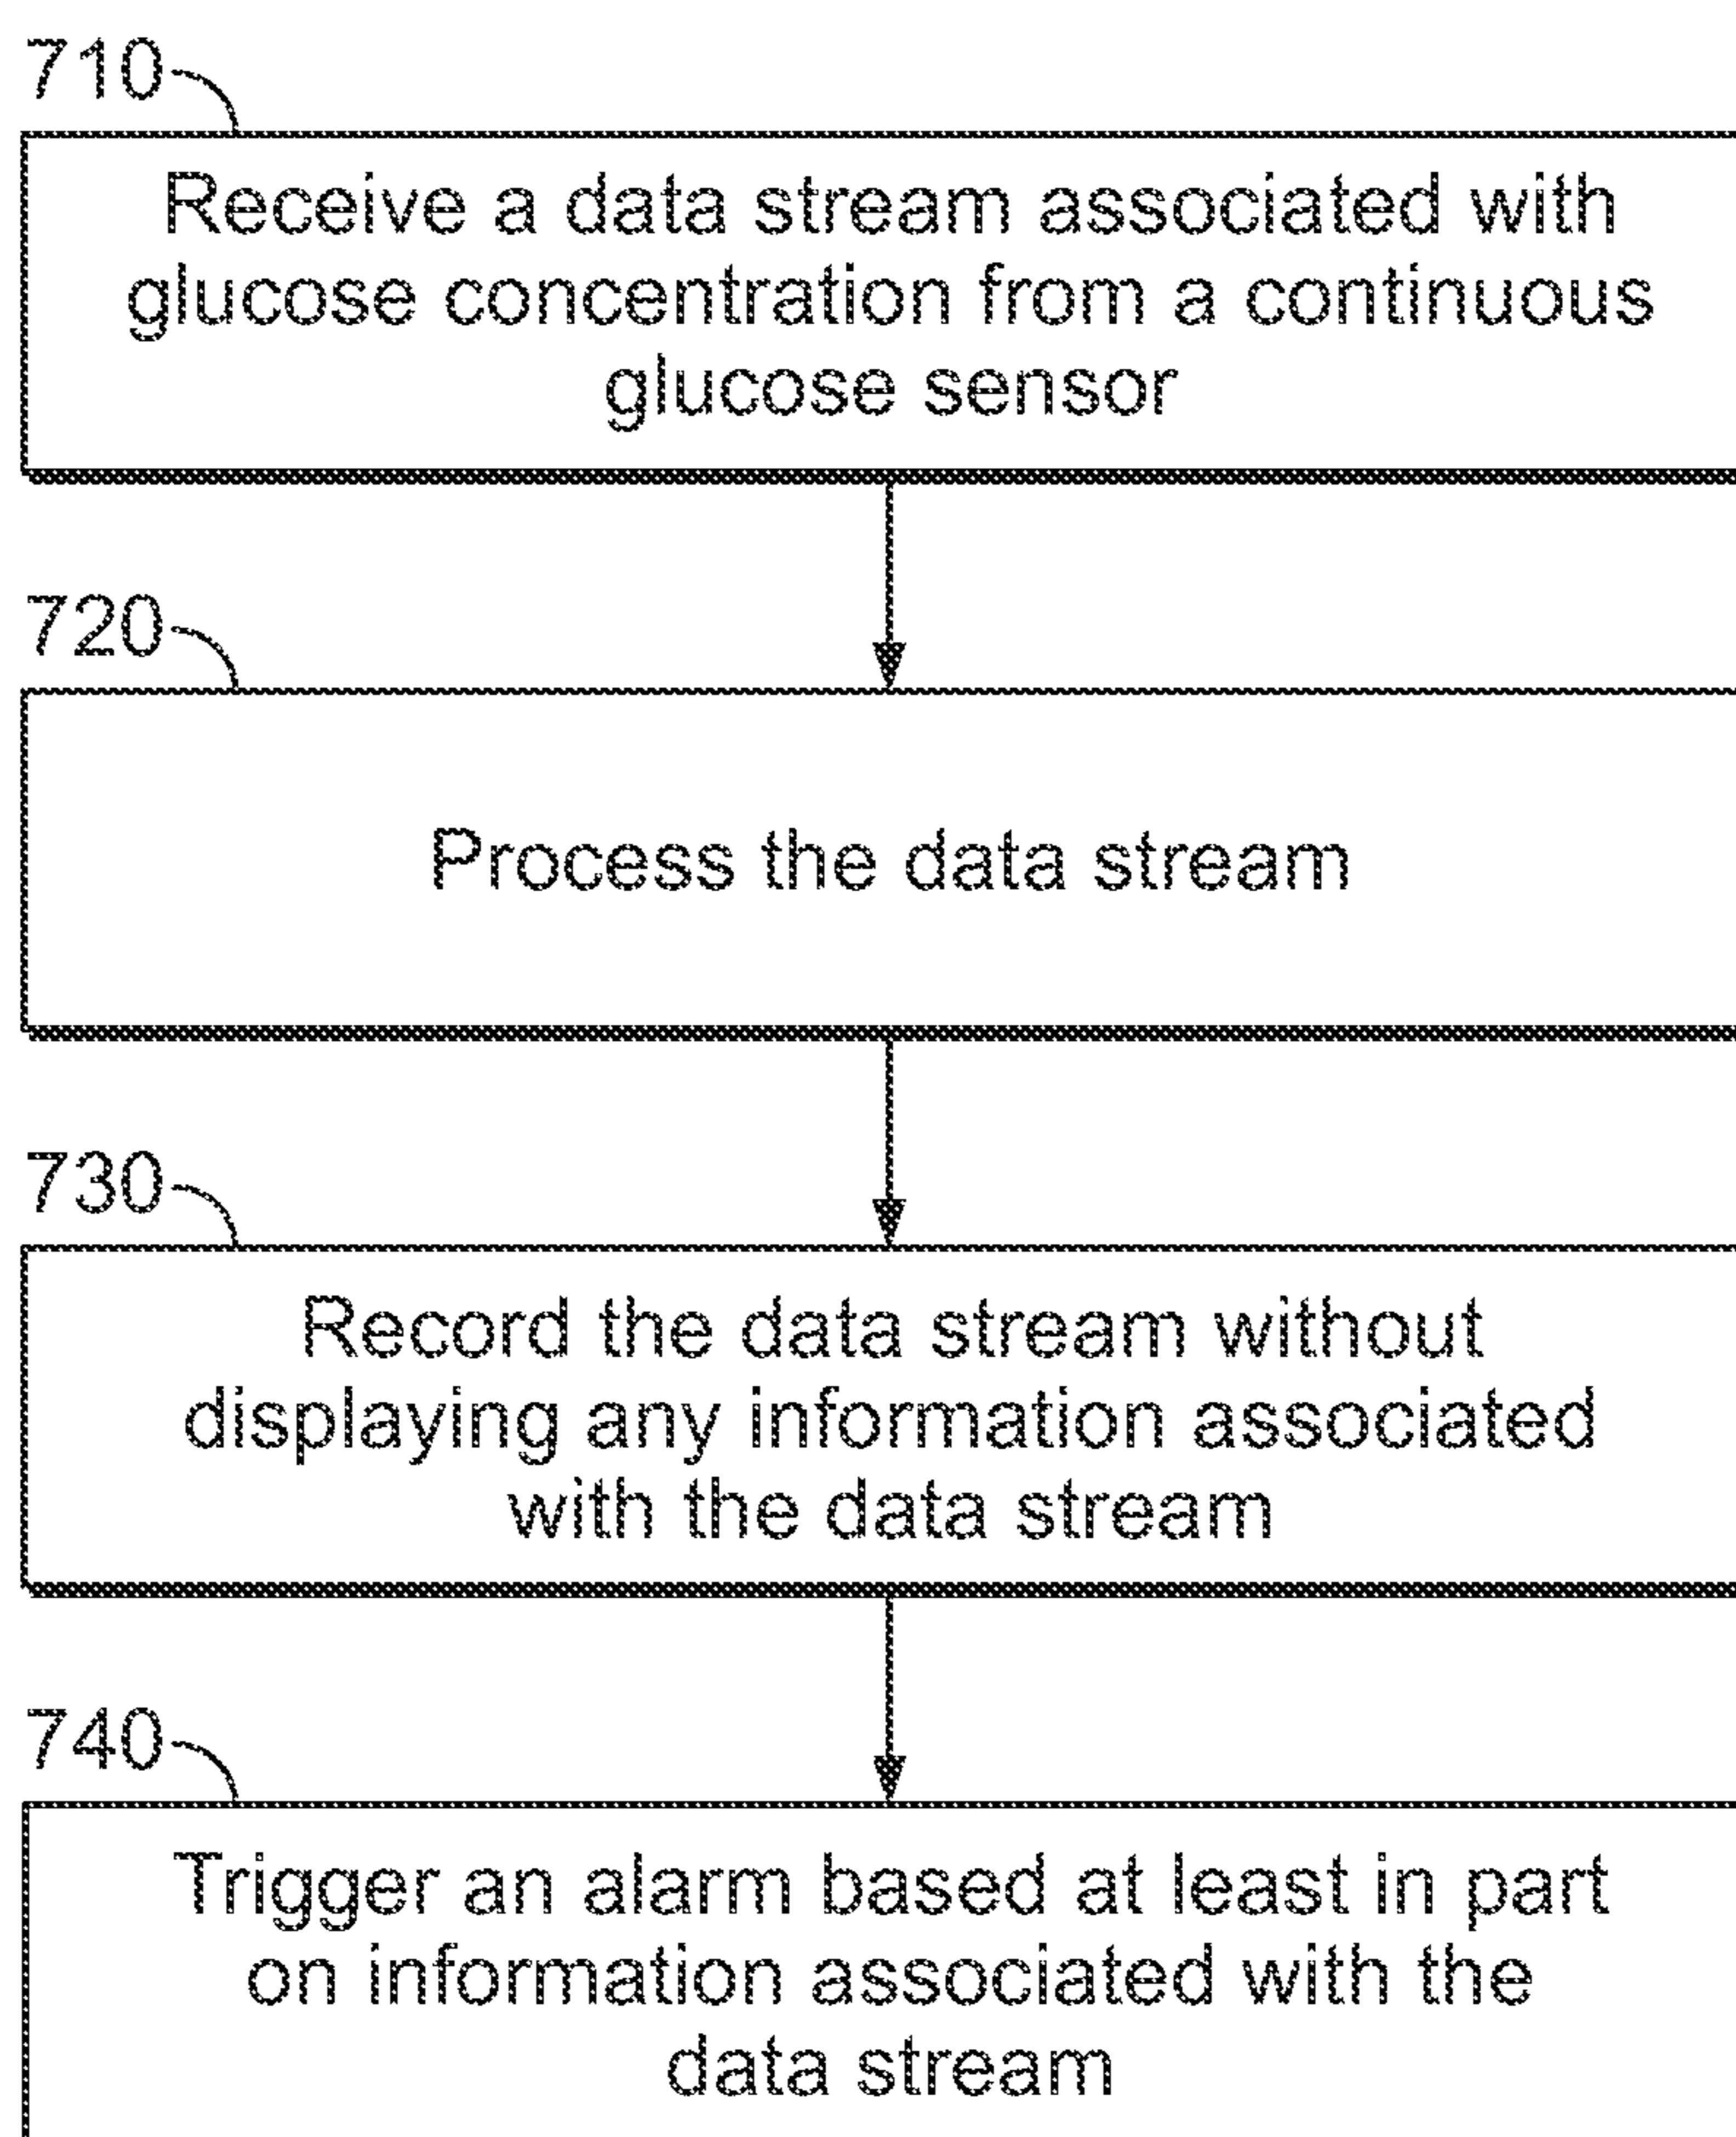 710
Receive a data stream associated with
glucose concentration from a continuous
glucose sensor
720
Process the data stream
730
Record the data stream without
displaying any information associated
with the data stream
740
Trigger an alarm based at least in part
on information associated with the
data stream